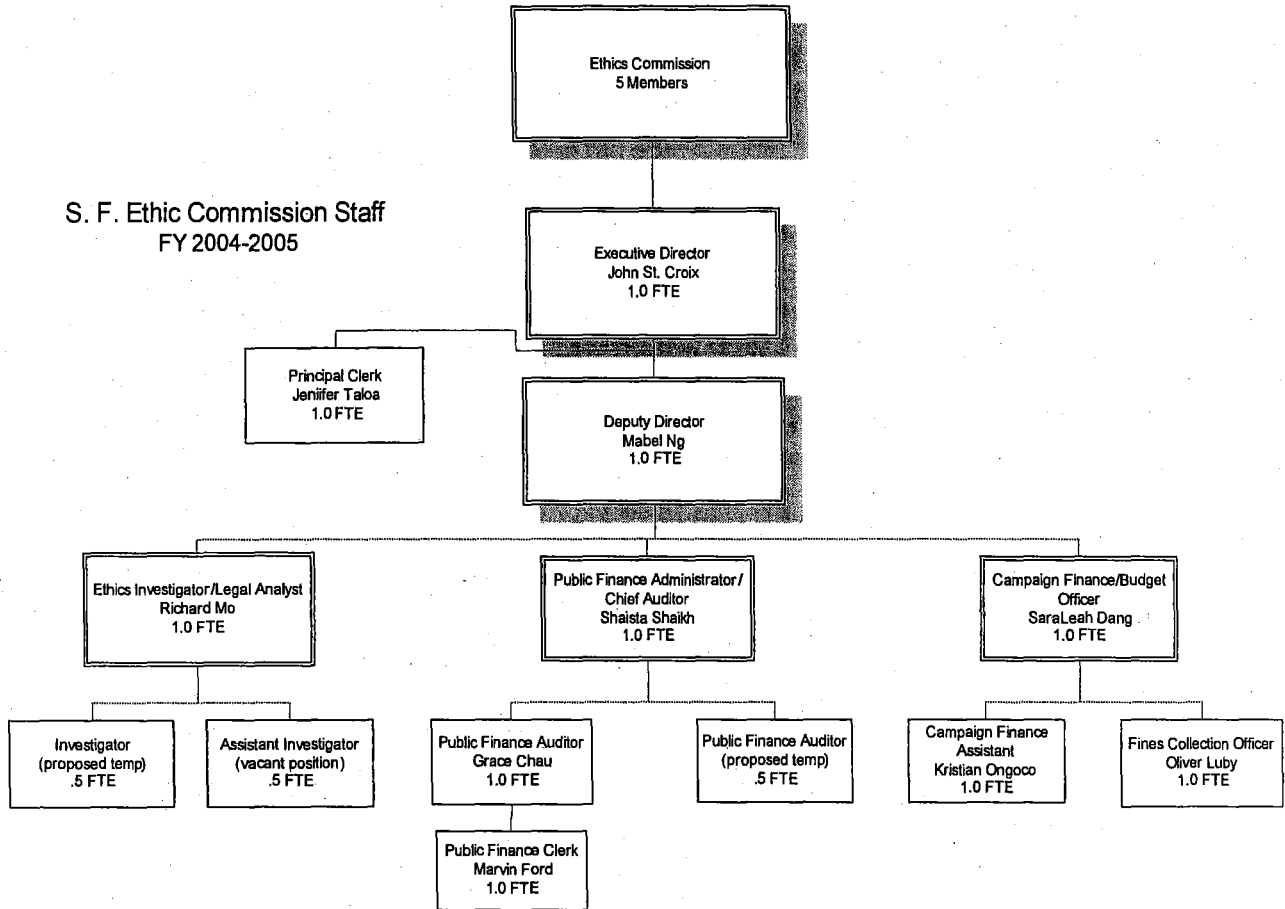 Ethics Commission
5 Members
S. F. Ethic Commission Staff
FY 2004-2005
Executive Director
John St. Croix
1.0 FTE
Principal Clerk
Jeniifer Taloa
1.0 FTE
Deputy Director
Mabel Ng
1.0 FTE
Ethics Investigator/Legal Analyst
Richard Mo
1.0 FTE
Public Finance Administrator/
Chief Auditor
Shaista Shaikh
1.0 FTE
Campaign Finance/Budget
Officer
SaraLeah Dang
1.0 FTE
Investigator
(proposed temp)
.5 FTE
Assistant Investigator
(vacant position)
.5 FTE
Public Finance Auditor
Grace Chau
1.0 FTE
Public Finance Auditor
(proposed temp)
.5 FTE
Campaign Finance
Assistant
Kristian Ongoco
1.0 FTE
Fines Collection Officer
Oliver Luby
1.0 FTE
Public Finance Clerk
Marvin Ford
1.0 FTE